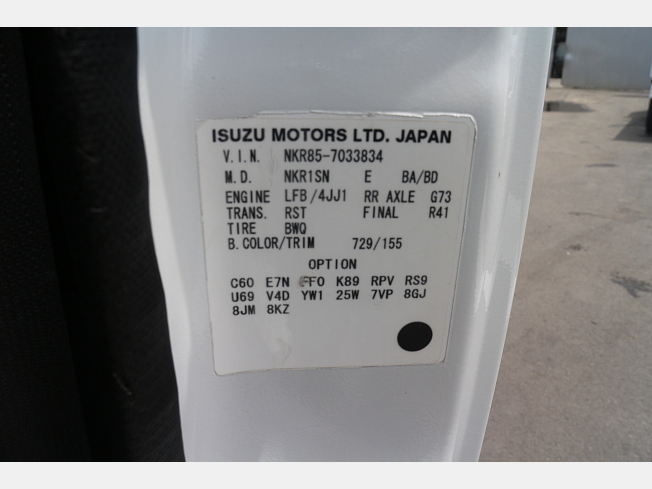 ISUZU MOTORS LTD. JAPAN
V.I.N. NKR85-7033834
M.D. NKR1SN E BA/BD
ENGINE LFB/4JJ1 RR AXLE G73
TRANS. RST FINAL R41
TIRE BWQ
B.COLOR/TRIM 729/155
OPTION
C60 E7N FF0 K89 RPV RS9
U69 V4D YW1 25W 7VP 8GJ
8JM 8KZ